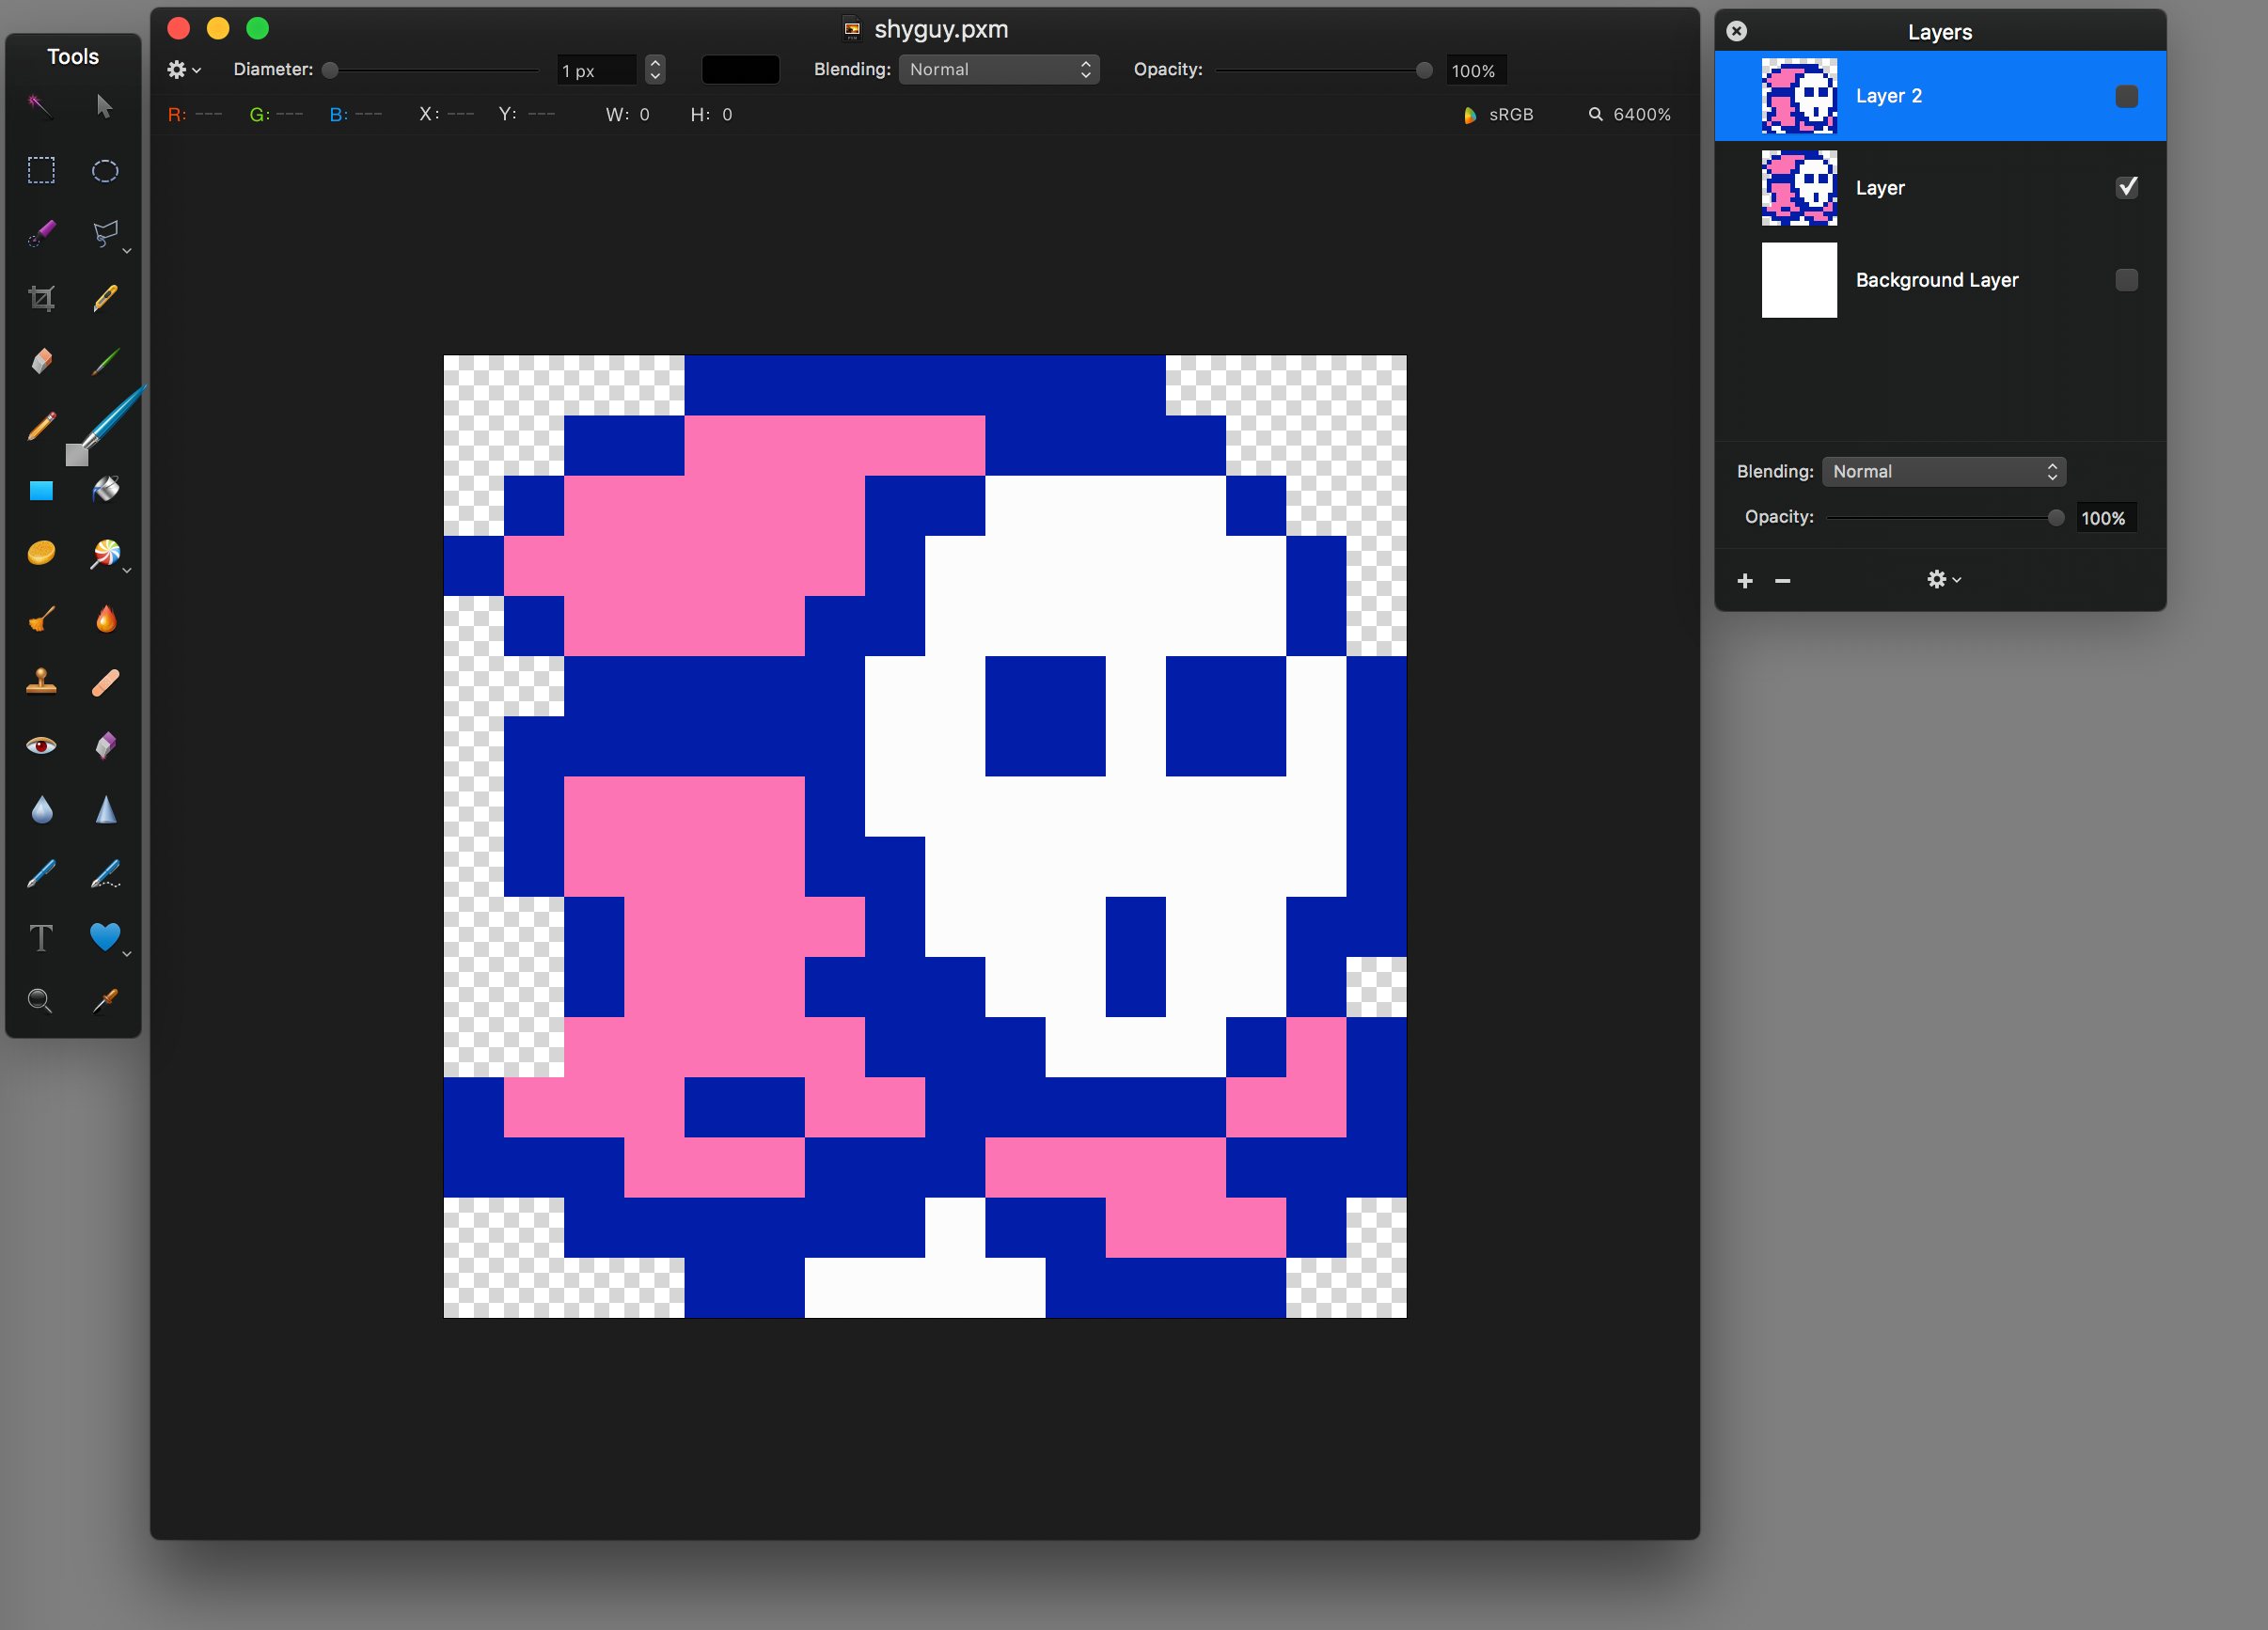 Tools
shyguy.pxm
Diameter: 1 px Blending: Normal Opacity: 100%
R: --- G: --- B: --- X: --- Y: --- W: 0 H: 0 sRGB 6400%
T
Layers
Layer 2
Layer
Background Layer
Blending: Normal
Opacity: 100%